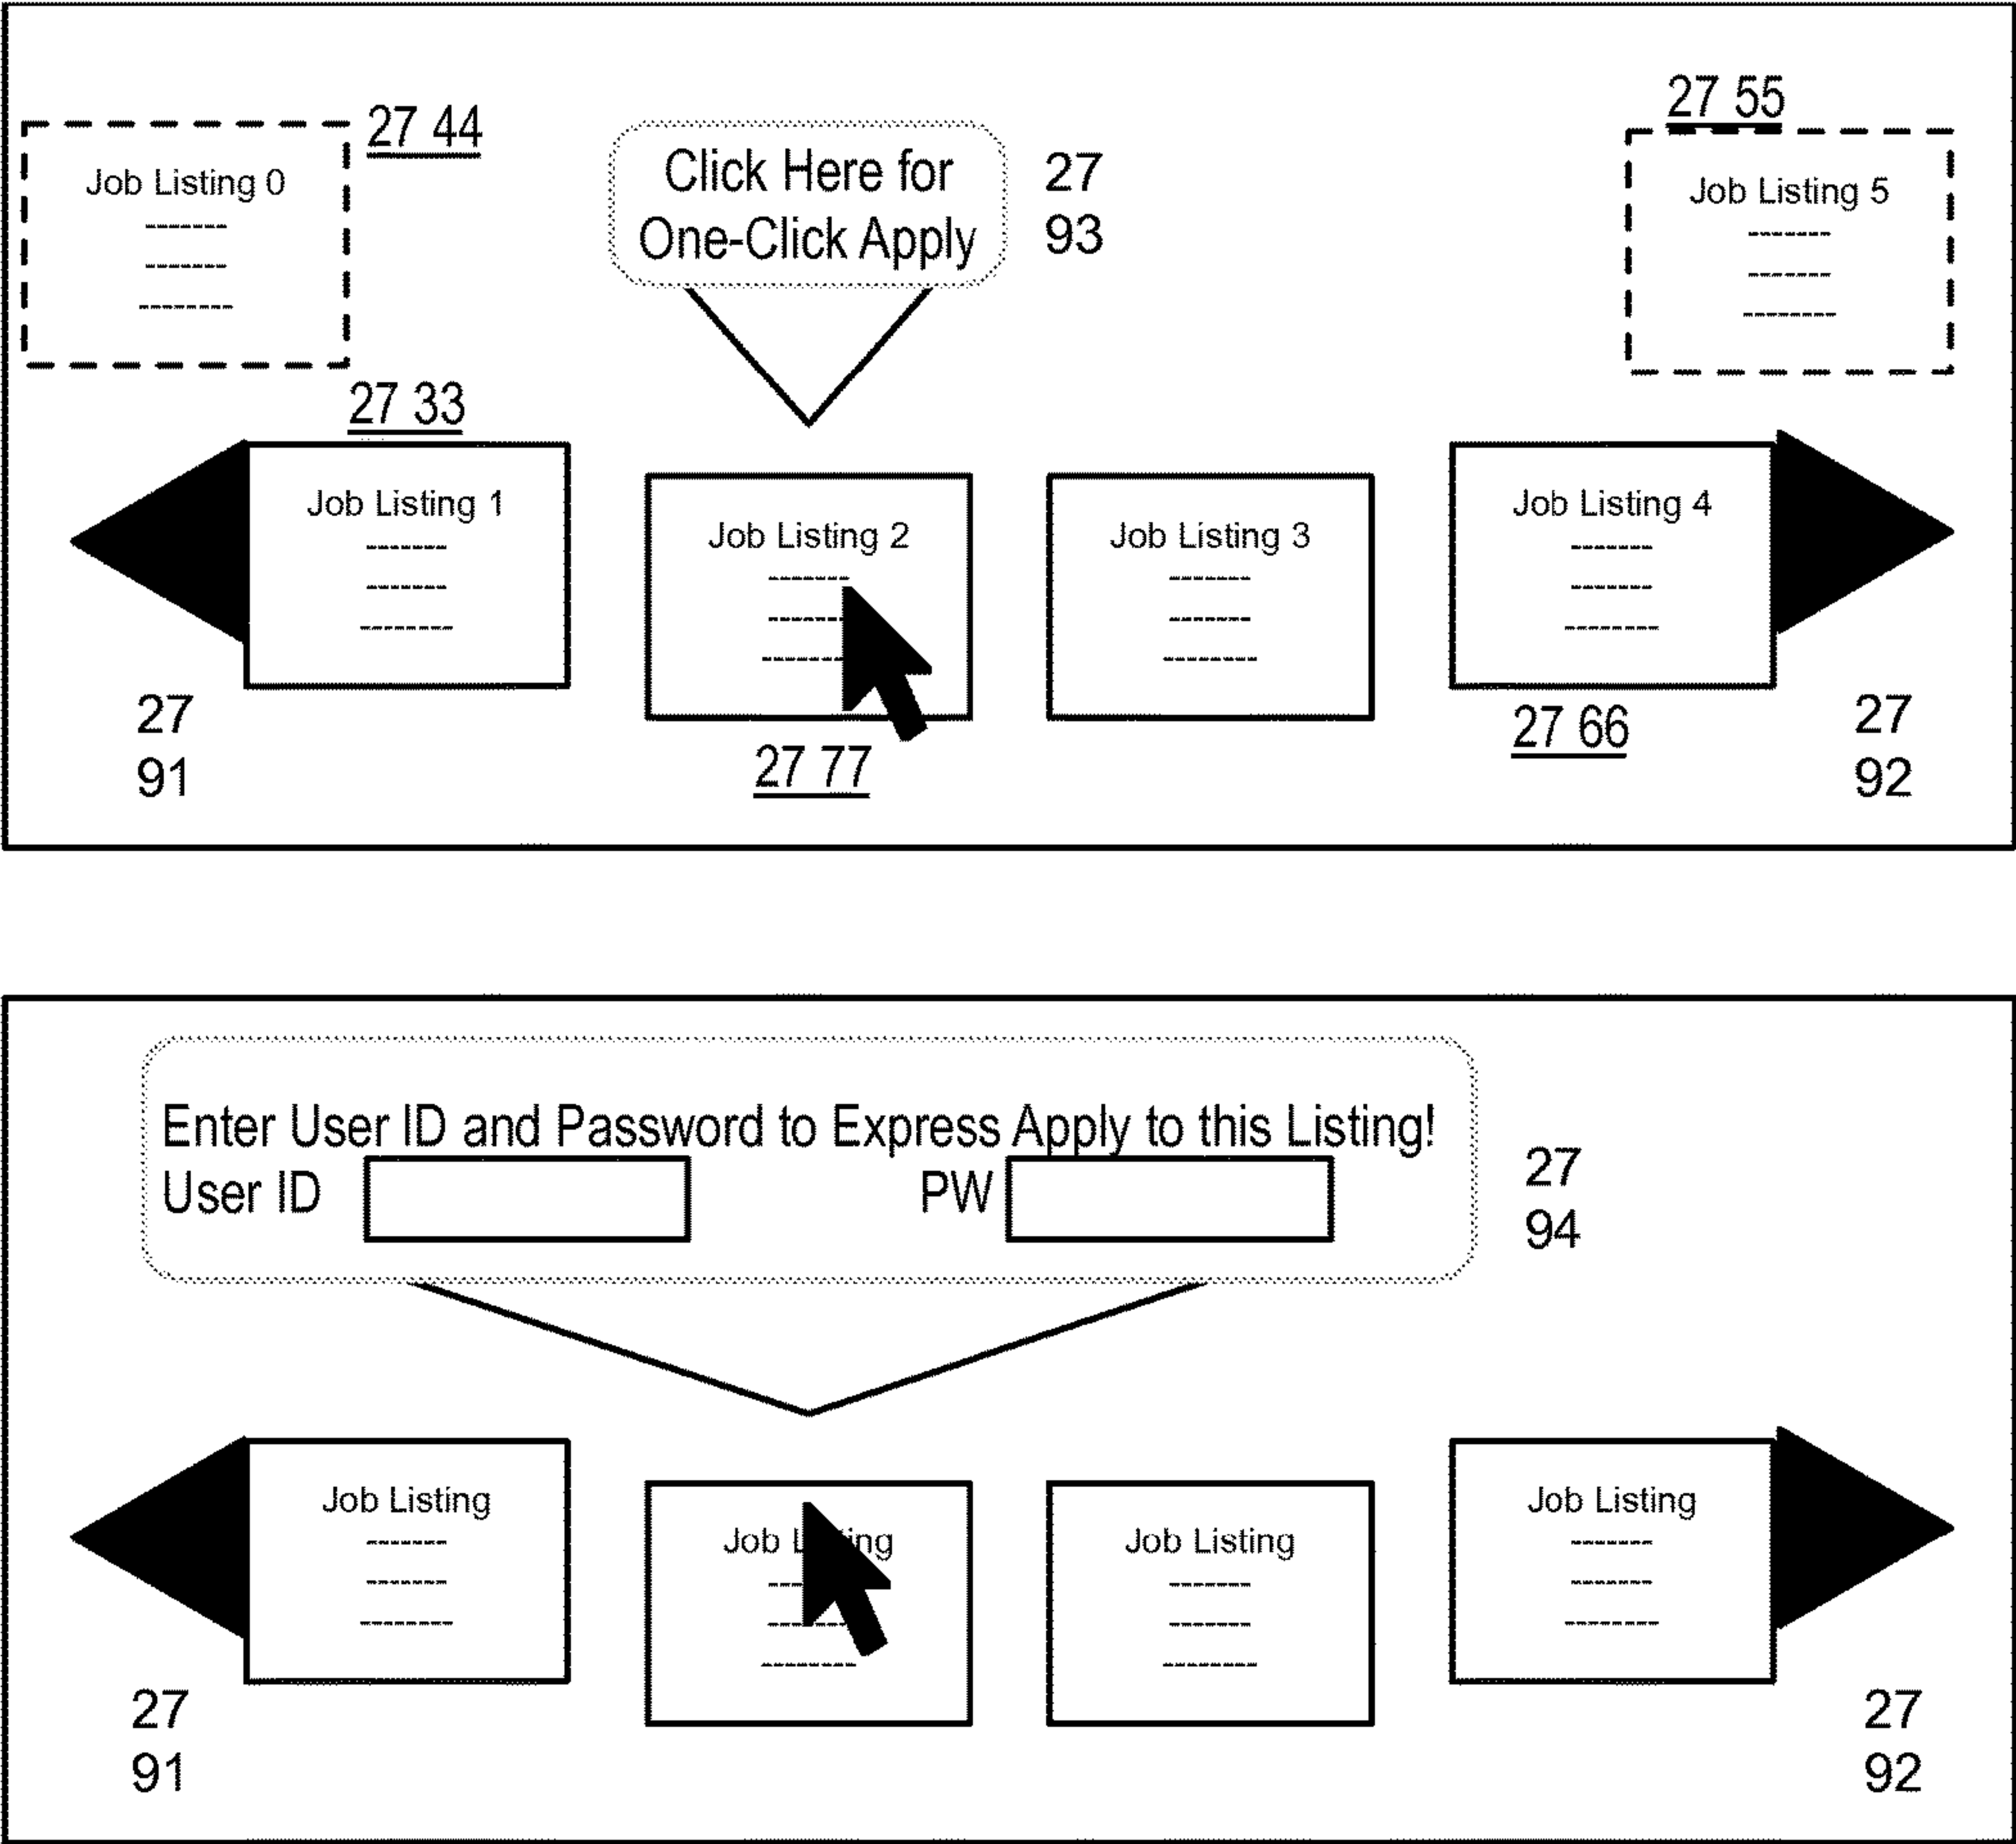 27 44
27 55
Job Listing 0
Click Here for
One-Click Apply
27
93
Job Listing 5
27 33
Job Listing 1
Job Listing 2
Job Listing 3
Job Listing 4
27
91
27 77
27 66
27
92
Enter User ID and Password to Express Apply to this Listing!
User ID PW
27
94
Job Listing
Job Listing
Job Listing
Job Listing
27
91
27
92